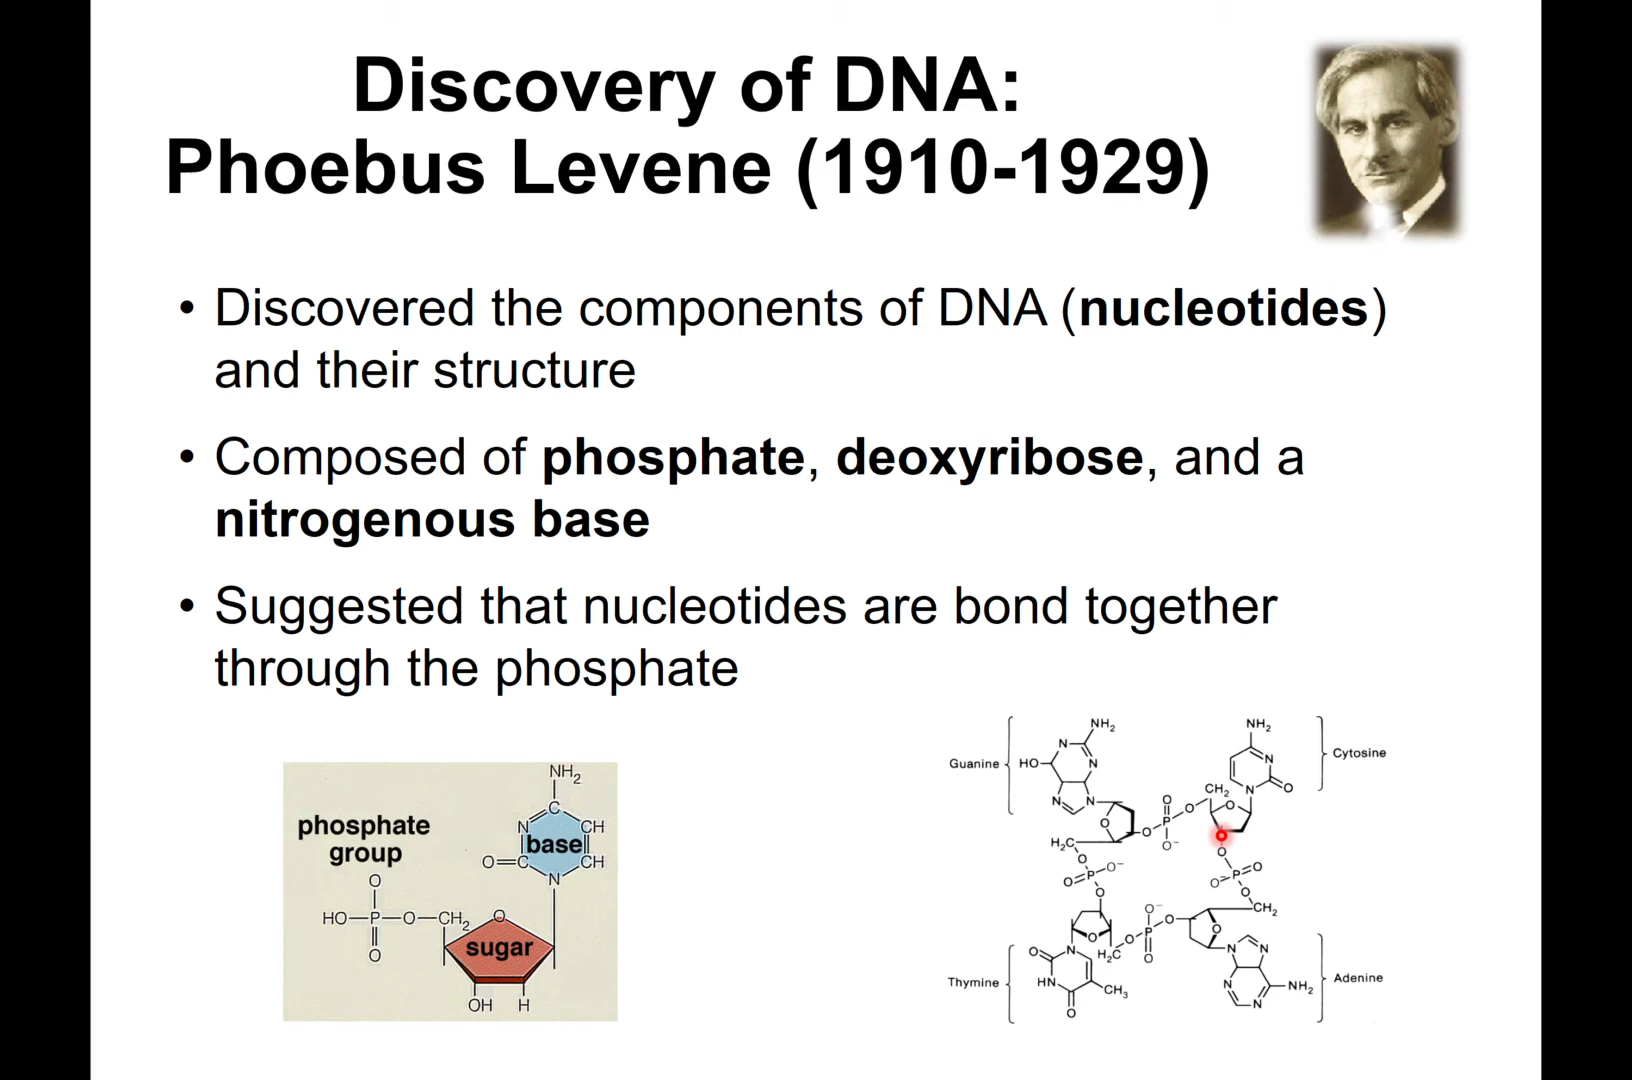 Discovery of DNA:
Phoebus Levene (1910-1929)
• Discovered the components of DNA (nucleotides)
and their structure
• Composed of phosphate, deoxyribose, and a
nitrogenous base
• Suggested that nucleotides are bond together
through the phosphate
phosphate
group
O
HO—P—O—CH2
O
NH2
C
N
CH
base
O=C
CH
N
O
sugar
OH
H
Guanine
HO
N
NH2
N
N
N
O
H2C
O
O
P
O-
O
O
P
O-
O
CH2
O
NH2
N
N
O
Cytosine
O
O
O-
P
O
O
CH2
Thymine
O
N
HN
O
CH3
O
H2C
O
O-
P
O
O
O
N
N
N
N
NH2
Adenine